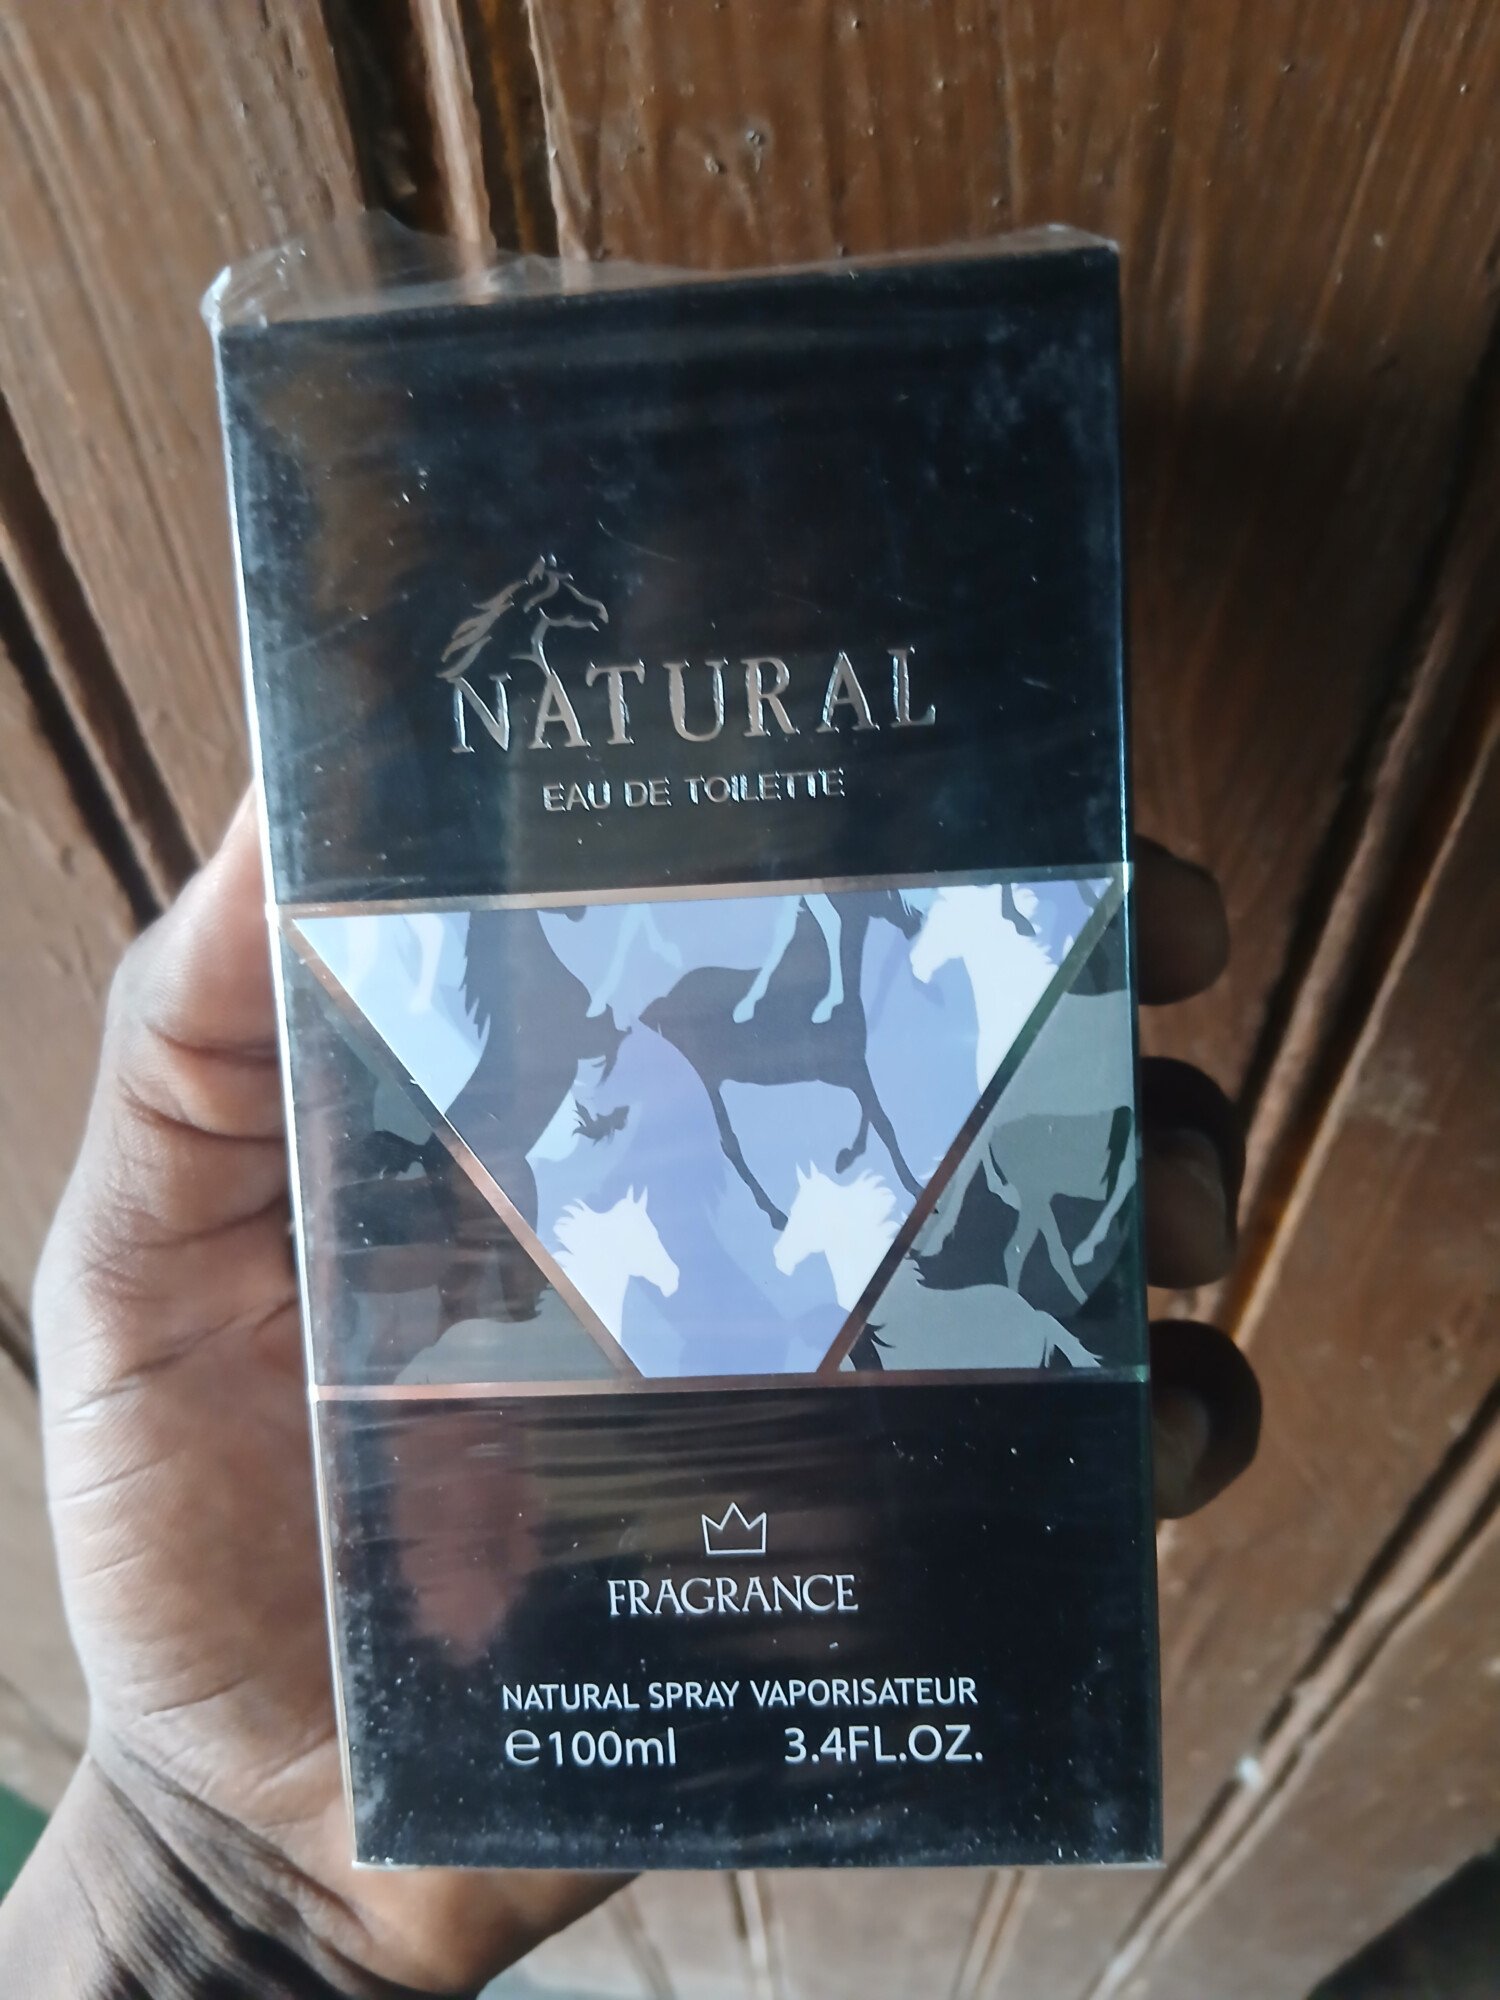 NATURAL
EAU DE TOILETTE
FRAGRANCE
NATURAL SPRAY VAPORISATEUR
℮100ml 3.4FL.OZ.